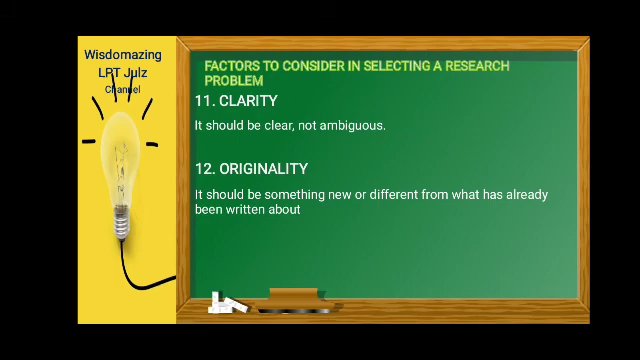 Wisdomazing
LPT Julz
Channel
FACTORS TO CONSIDER IN SELECTING A RESEARCH
PROBLEM
11. CLARITY
It should be clear, not ambiguous.
12. ORIGINALITY
It should be something new or different from what has already
been written about